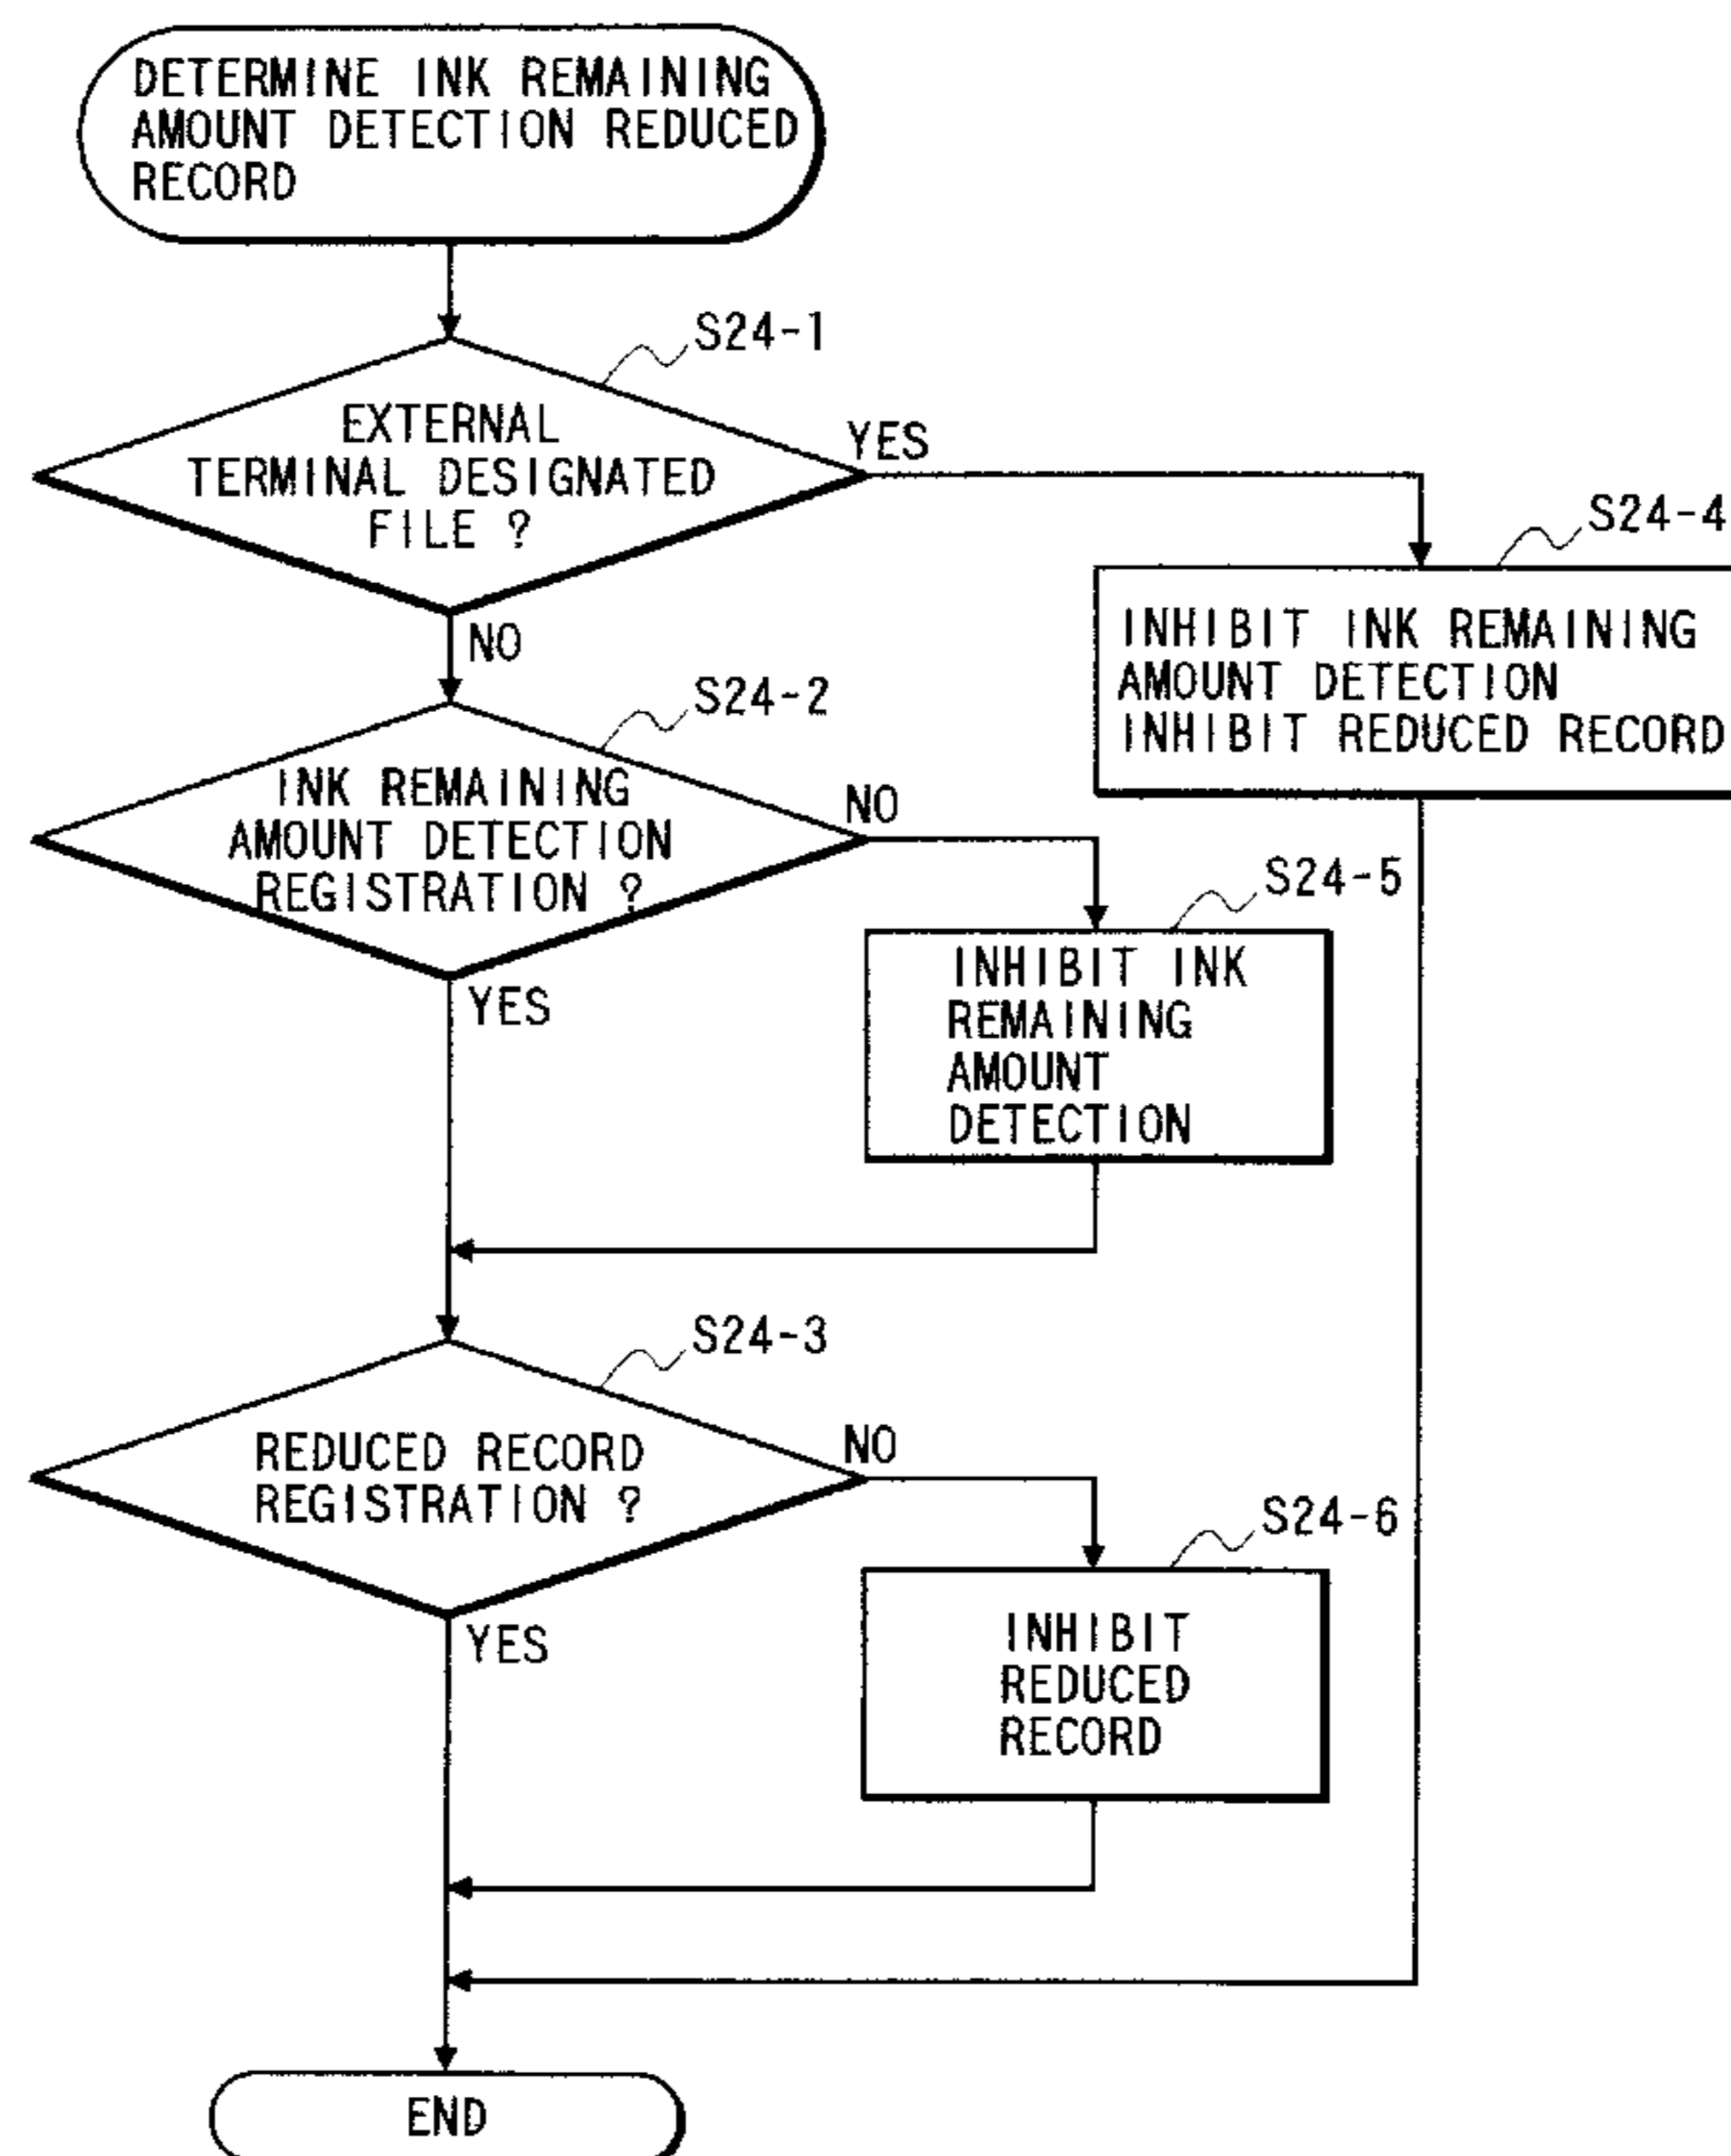 DETERMINE INK REMAINING
AMOUNT DETECTION REDUCED
RECORD
S24-1
EXTERNAL
TERMINAL DESIGNATED
FILE ?
YES
NO
S24-4
INHIBIT INK REMAINING
AMOUNT DETECTION
INHIBIT REDUCED RECORD
S24-2
INK REMAINING
AMOUNT DETECTION
REGISTRATION ?
NO
YES
S24-5
INHIBIT INK
REMAINING
AMOUNT
DETECTION
S24-3
REDUCED RECORD
REGISTRATION ?
NO
YES
S24-6
INHIBIT
REDUCED
RECORD
END